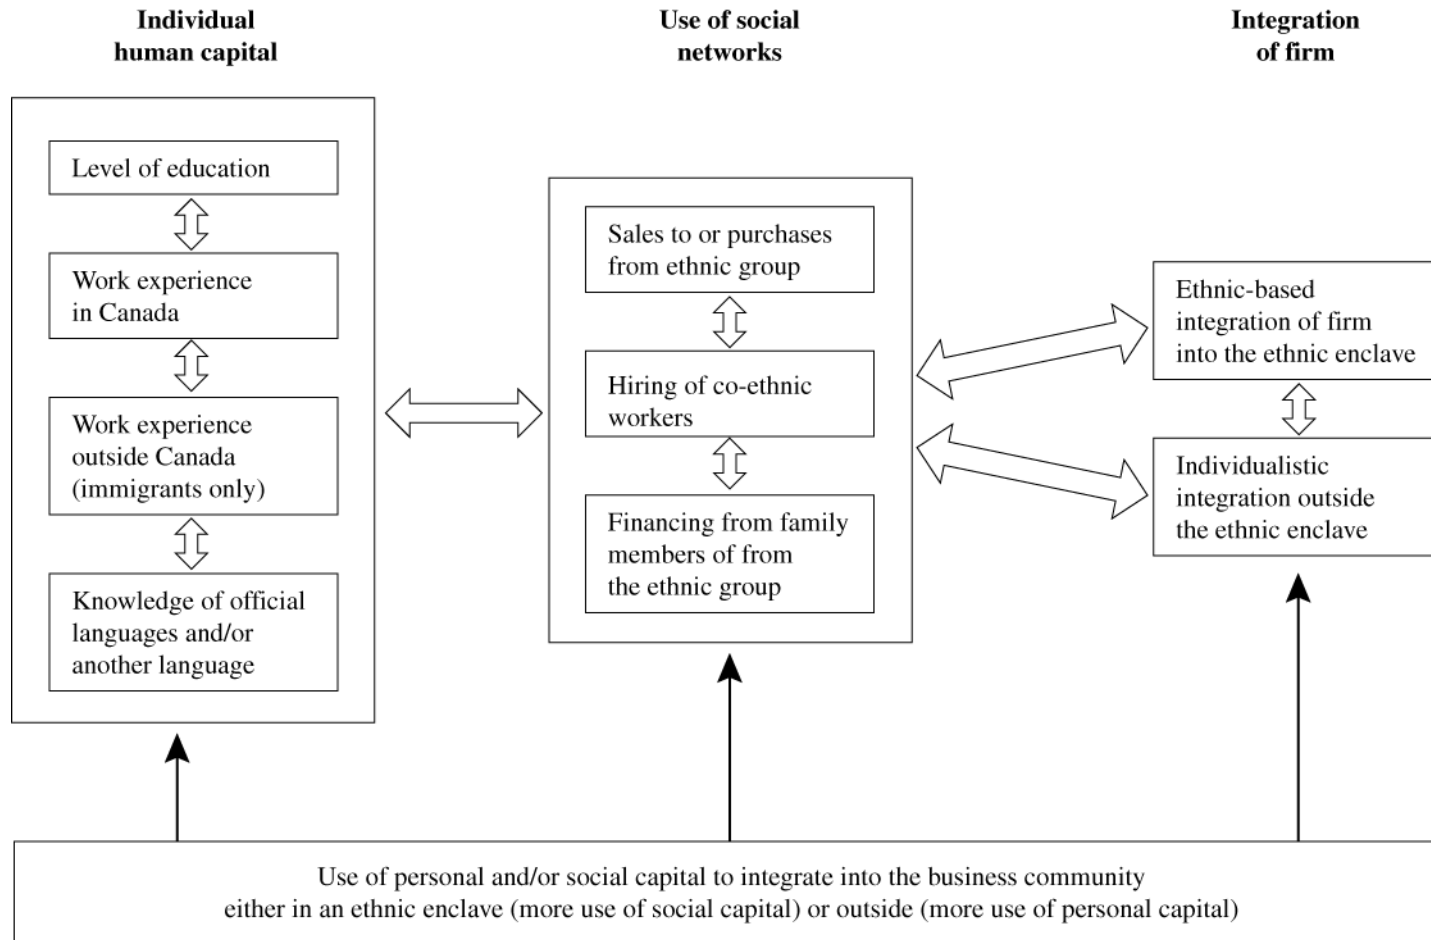 Individual
human capital
Use of social
networks
Integration
of firm
Level of education
Work experience
in Canada
Work experience
outside Canada
(immigrants only)
Knowledge of official
languages and/or
another language
Sales to or purchases
from ethnic group
Hiring of co-ethnic
workers
Financing from family
members of from
the ethnic group
Ethnic-based
integration of firm
into the ethnic enclave
Individualistic
integration outside
the ethnic enclave
Use of personal and/or social capital to integrate into the business community
either in an ethnic enclave (more use of social capital) or outside (more use of personal capital)